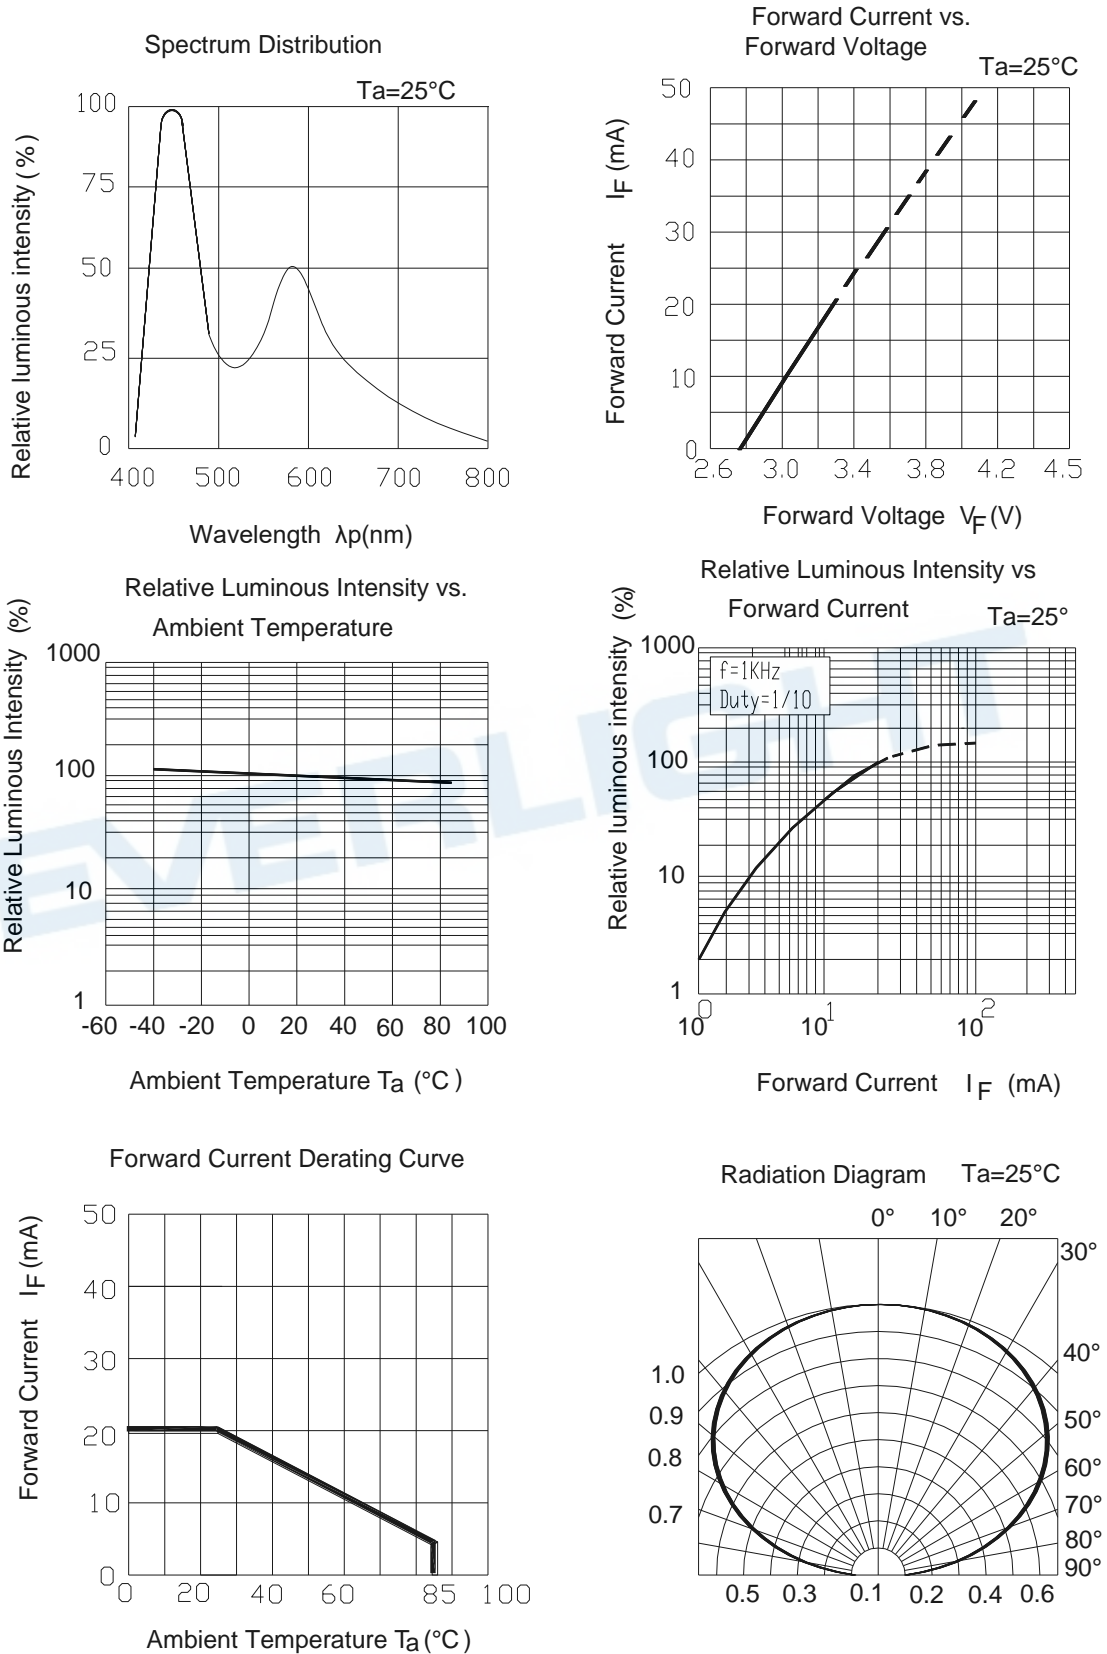 Spectrum Distribution
Ta=25°C
Relative luminous intensity (%)
100
75
50
25
0
400 500 600 700 800
Wavelength λp(nm)
Forward Current vs.
Forward Voltage
Ta=25°C
Forward Current IF (mA)
50
40
30
20
10
0
2.6 3.0 3.4 3.8 4.2 4.5
Forward Voltage VF(V)
Relative Luminous Intensity vs.
Ambient Temperature
Relative Luminous Intensity (%)
1000
100
10
1
-60 -40 -20 0 20 40 60 80 100
Ambient Temperature Ta (°C)
Relative Luminous Intensity vs
Forward Current
Ta=25°
Relative luminous intensity (%)
1000
f=1KHz
Duty=1/10
100
10
1
10⁰ 10¹ 10²
Forward Current IF (mA)
EVERLIGHT
Forward Current Derating Curve
Forward Current IF (mA)
50
40
30
20
10
0
0 20 40 60 85 100
Ambient Temperature Ta (°C)
Radiation Diagram Ta=25°C
0° 10° 20°
30°
40°
50°
60°
70°
80°
90°
1.0
0.9
0.8
0.7
0.5 0.3 0.1 0.2 0.4 0.6